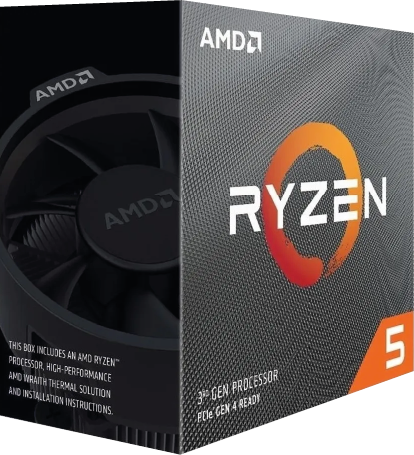 AMD
AMD
AMD
RYZEN
5
THIS BOX INCLUDES AN AMD RYZEN™
PROCESSOR, HIGH-PERFORMANCE
AMD WRAITH THERMAL SOLUTION
AND INSTALLATION INSTRUCTIONS.
3RD GEN PROCESSOR
PCIe GEN 4 READY